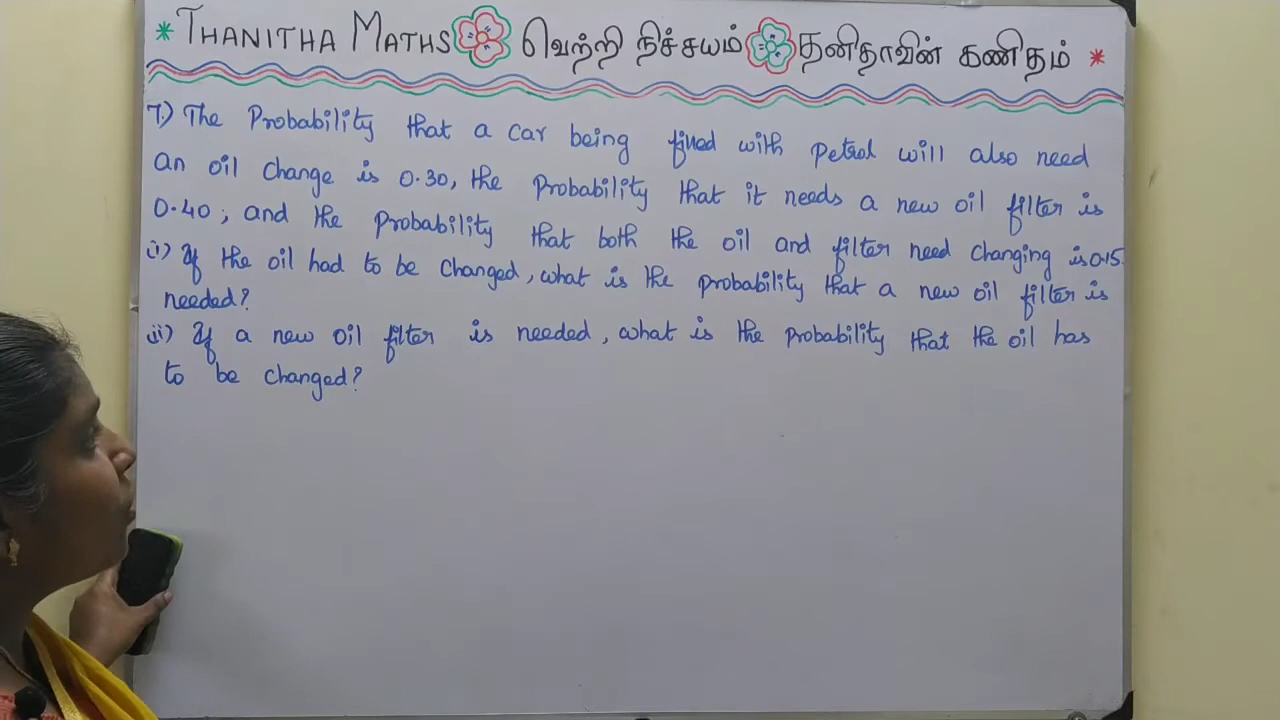 * THANITHA MATHS வெற்றி நிச்சயம் தனிதாவின் கணிதம் *
7.) The Probability that a car being filled with petrol will also need
an oil change is 0.30, the probability that it needs a new oil filter is
0.40; and the probability that both the oil and filter need changing is 0.15.
i) If the oil had to be changed, what is the probability that a new oil filter is
needed?
ii) If a new oil filter is needed, what is the probability that the oil has
to be changed?